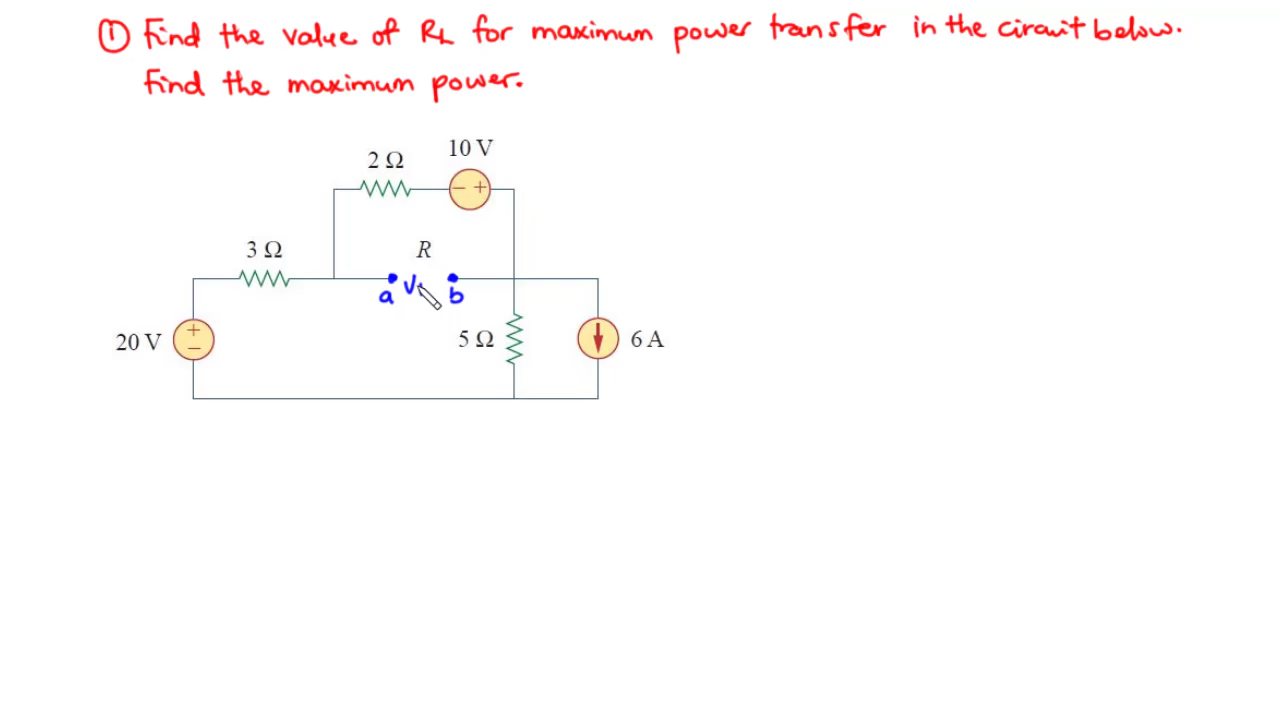 ① Find the value of RL for maximum power transfer in the circuit below.
Find the maximum power.
2 Ω
10 V
− +
3 Ω
R
a
b
20 V
+
−
5 Ω
6 A